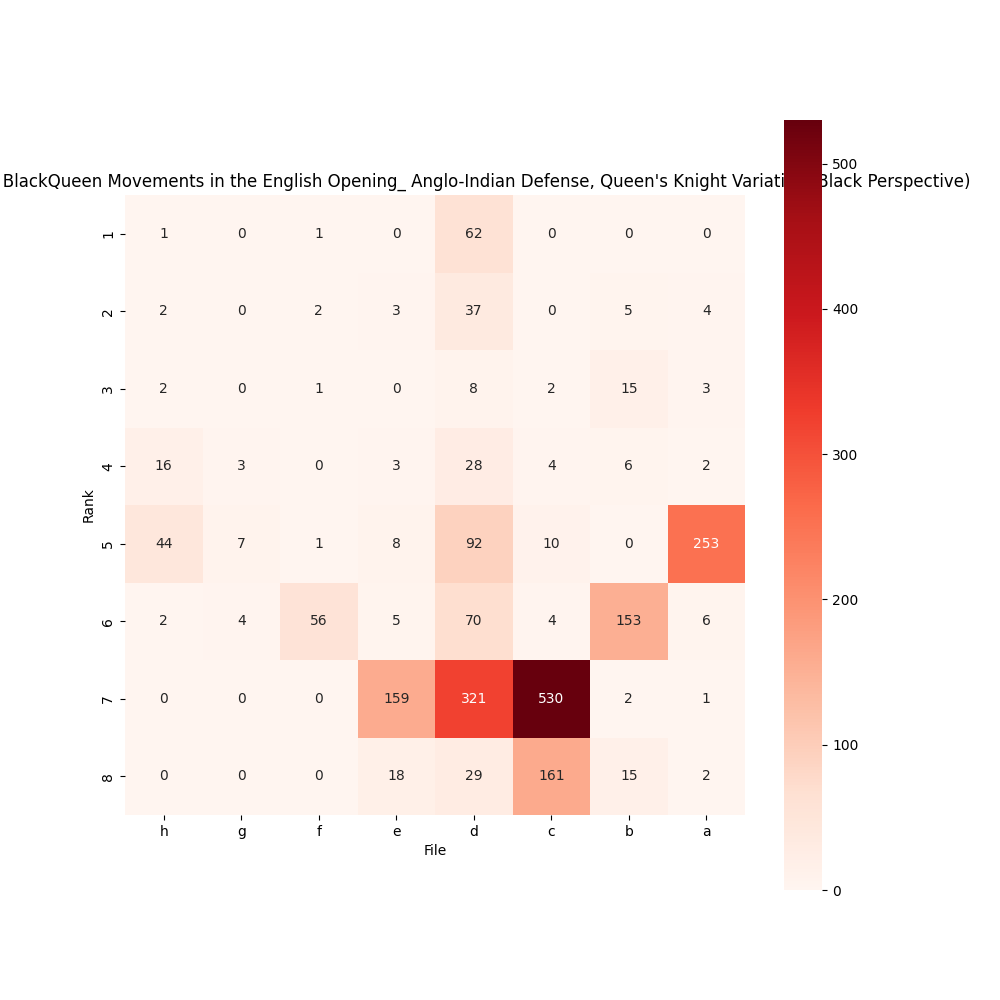 BlackQueen Movements in the English Opening_ Anglo-Indian Defense, Queen's Knight Variati Black Perspective)
1 1 0 1 0 62 0 0 0
2 2 0 2 3 37 0 5 4
3 2 0 1 0 8 2 15 3
4 16 3 0 3 28 4 6 2
5 44 7 1 8 92 10 0 253
6 2 4 56 5 70 4 153 6
7 0 0 0 159 321 530 2 1
8 0 0 0 18 29 161 15 2
Rank
h g f e d c b a
File
500
400
300
200
100
0